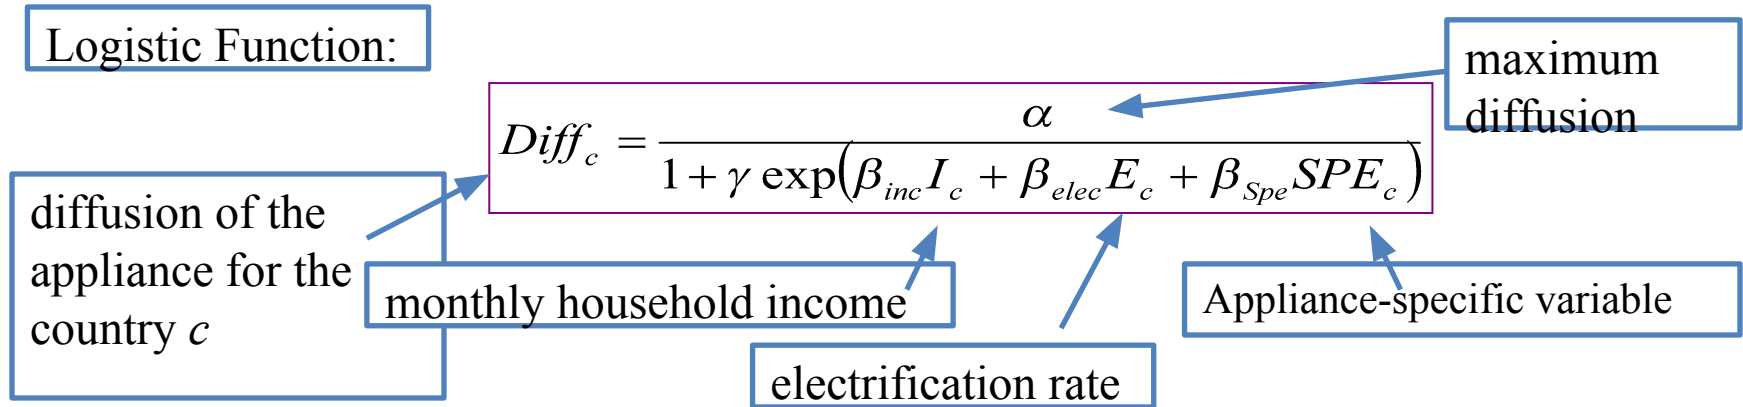 Logistic Function:
maximum
diffusion
Diff_c = α / (1 + γ exp(β_inc I_c + β_elec E_c + β_Spe SPE_c))
diffusion of the
appliance for the
country c
monthly household income
Appliance-specific variable
electrification rate